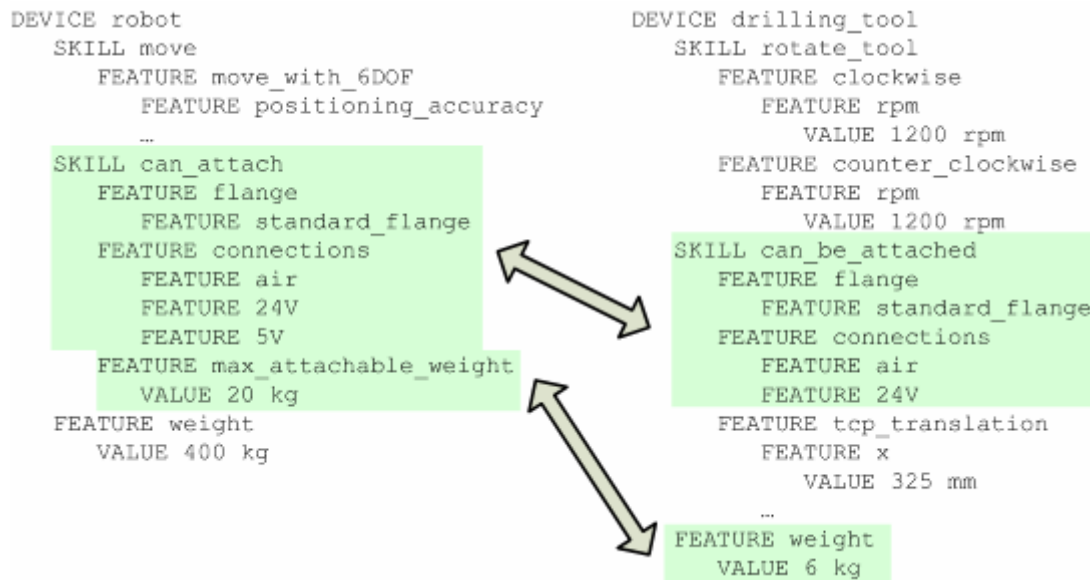 DEVICE robot
SKILL move
FEATURE move_with_6DOF
FEATURE positioning_accuracy
…
SKILL can_attach
FEATURE flange
FEATURE standard_flange
FEATURE connections
FEATURE air
FEATURE 24V
FEATURE 5V
FEATURE max_attachable_weight
VALUE 20 kg
FEATURE weight
VALUE 400 kg
DEVICE drilling_tool
SKILL rotate_tool
FEATURE clockwise
FEATURE rpm
VALUE 1200 rpm
FEATURE counter_clockwise
FEATURE rpm
VALUE 1200 rpm
SKILL can_be_attached
FEATURE flange
FEATURE standard_flange
FEATURE connections
FEATURE air
FEATURE 24V
FEATURE tcp_translation
FEATURE x
VALUE 325 mm
…
FEATURE weight
VALUE 6 kg